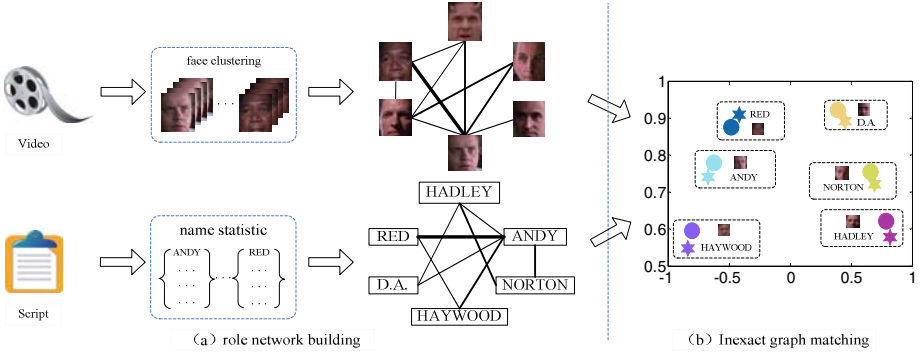 Video
face clustering
. . .
Script
name statistic
ANDY
. . .
. . .
. . .
. . .
RED
. . .
. . .
. . .
HADLEY
RED
ANDY
D.A.
NORTON
HAYWOOD
（a）role network building
1
0.9
0.8
0.7
0.6
0.5
-1
-0.5
0
0.5
1
RED
D.A.
ANDY
NORTON
HAYWOOD
HADLEY
（b）Inexact graph matching